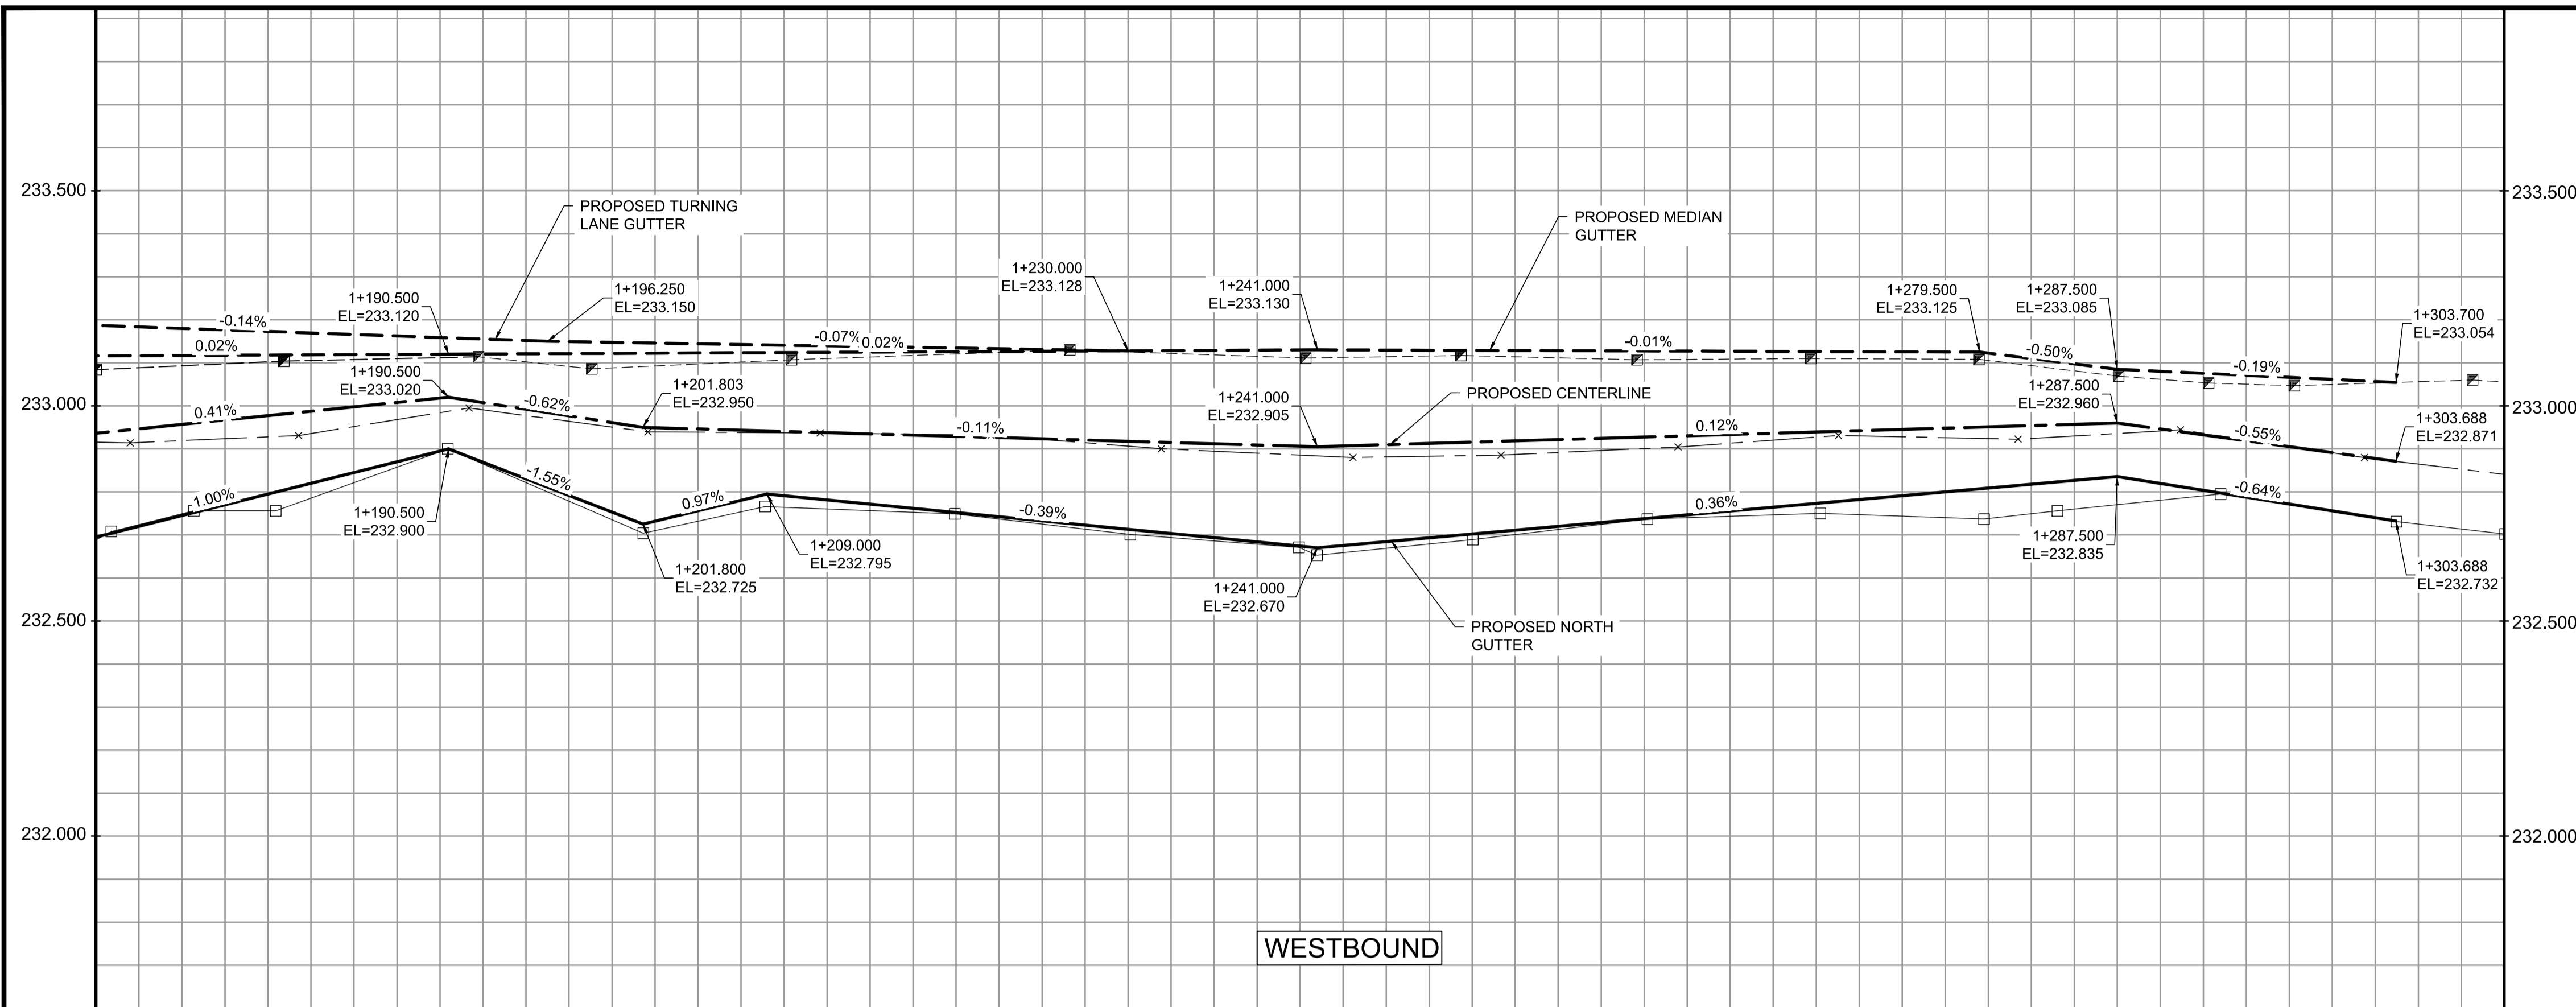 233.500
233.000
232.500
232.000
233.500
233.000
232.500
232.000
PROPOSED TURNING
LANE GUTTER
PROPOSED MEDIAN
GUTTER
1+190.500
EL=233.120
1+196.250
EL=233.150
1+230.000
EL=233.128
1+241.000
EL=233.130
1+279.500
EL=233.125
1+287.500
EL=233.085
1+303.700
EL=233.054
-0.14%
0.02%
-0.07%
0.02%
-0.01%
-0.50%
-0.19%
1+190.500
EL=233.020
1+201.803
EL=232.950
1+241.000
EL=232.905
PROPOSED CENTERLINE
1+287.500
EL=232.960
1+303.688
EL=232.871
0.41%
-0.62%
-0.11%
0.12%
-0.55%
1.00%
-1.55%
0.97%
-0.39%
0.36%
-0.64%
1+190.500
EL=232.900
1+201.800
EL=232.725
1+209.000
EL=232.795
1+241.000
EL=232.670
PROPOSED NORTH
GUTTER
1+287.500
EL=232.835
1+303.688
EL=232.732
WESTBOUND